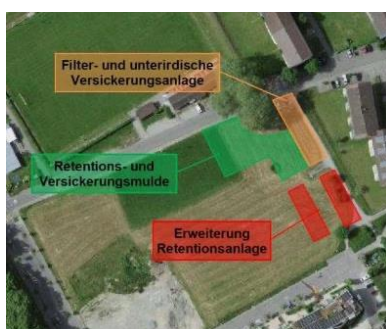 Filter- und unterirdische
Versickerungsanlage
Retentions- und
Versickerungsmulde
Erweiterung
Retentionsanlage